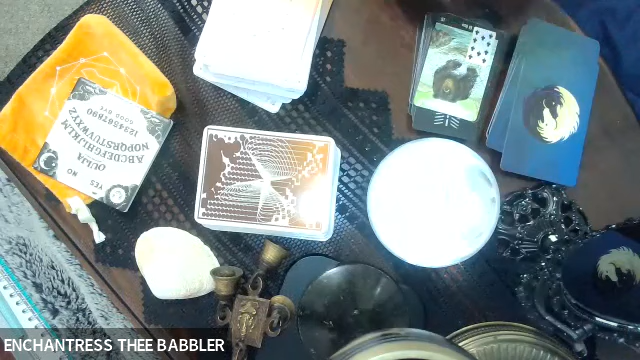 GOOD BYE
1234567890
NOPQRSTUVWXYZ
ABCDEFGHIJKLM
OUIJA
YES NO
ENCHANTRESS THEE BABBLER